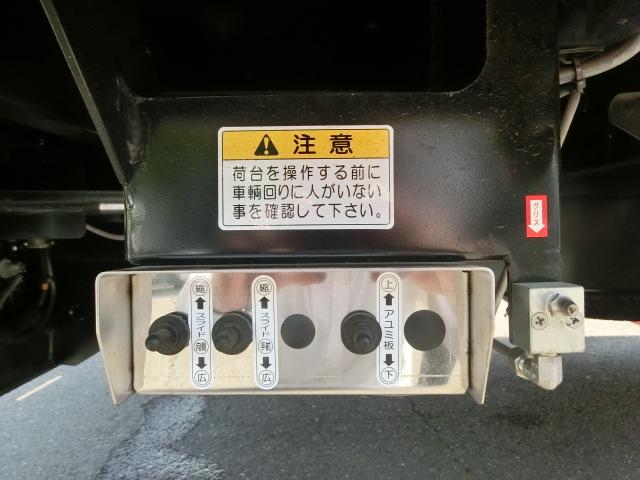 注意
荷台を操作する前に
車輌回りに人がいない
事を確認して下さい。
グリス
縮
スライド
広
縮
スライド
広
上
アユミ板
下